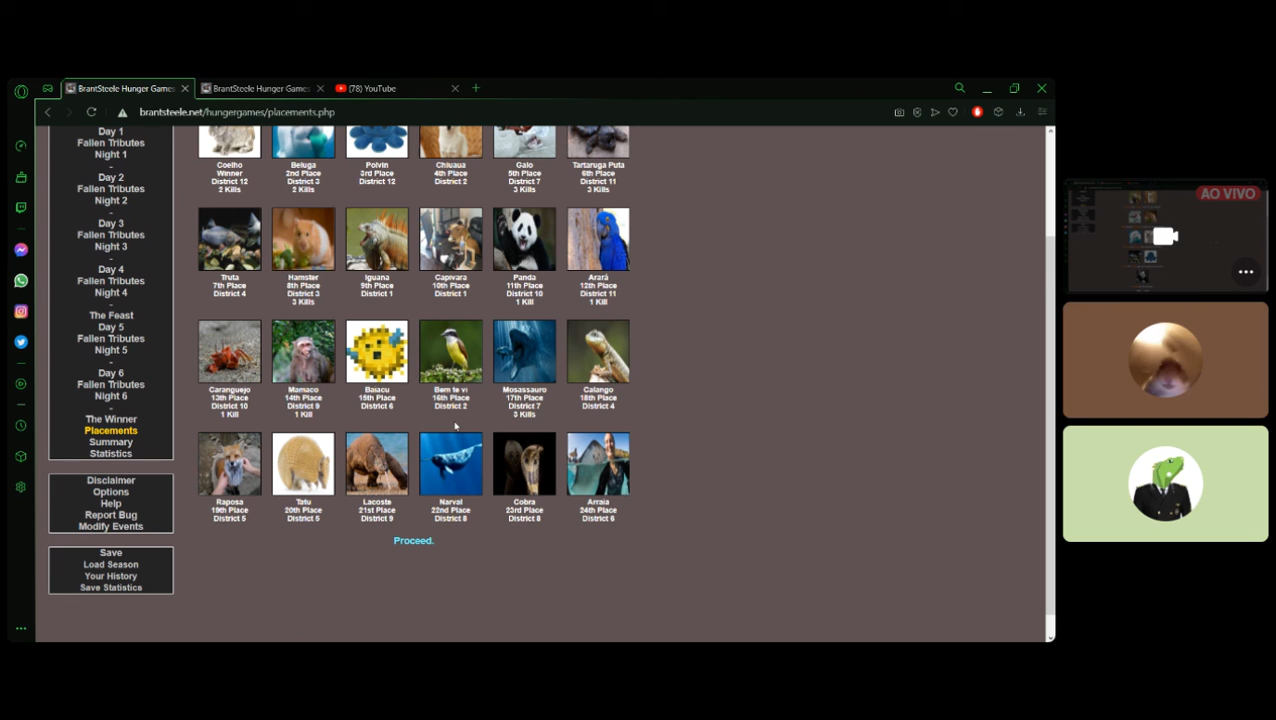 BrantSteele Hunger Games
BrantSteele Hunger Games
(78) YouTube
brantsteele.net/hungergames/placements.php
Day 1
Fallen Tributes
Night 1
-
Day 2
Fallen Tributes
Night 2
-
Day 3
Fallen Tributes
Night 3
-
Day 4
Fallen Tributes
Night 4
-
The Feast
Day 5
Fallen Tributes
Night 5
-
Day 6
Fallen Tributes
Night 6
-
The Winner
Placements
Summary
Statistics
Disclaimer
Options
Help
Report Bug
Modify Events
Save
Load Season
Your History
Save Statistics
Coelho
Winner
District 12
2 Kills
Beluga
2nd Place
District 3
2 Kills
Polvin
3rd Place
District 12
Chiuaua
4th Place
District 2
Galo
5th Place
District 7
3 Kills
Tartaruga Puta
6th Place
District 11
3 Kills
Truta
7th Place
District 4
Hamster
8th Place
District 3
3 Kills
Iguana
9th Place
District 1
Capivara
10th Place
District 1
Panda
11th Place
District 10
1 Kill
Arará
12th Place
District 11
1 Kill
Caranguejo
13th Place
District 10
1 Kill
Mamaco
14th Place
District 9
1 Kill
Baiacu
15th Place
District 6
Bem te vi
16th Place
District 2
Mosassauro
17th Place
District 7
3 Kills
Calango
18th Place
District 4
Raposa
19th Place
District 5
Tatu
20th Place
District 5
Lacoste
21st Place
District 9
Narval
22nd Place
District 8
Cobra
23rd Place
District 8
Arraia
24th Place
District 6
Proceed.
AO VIVO